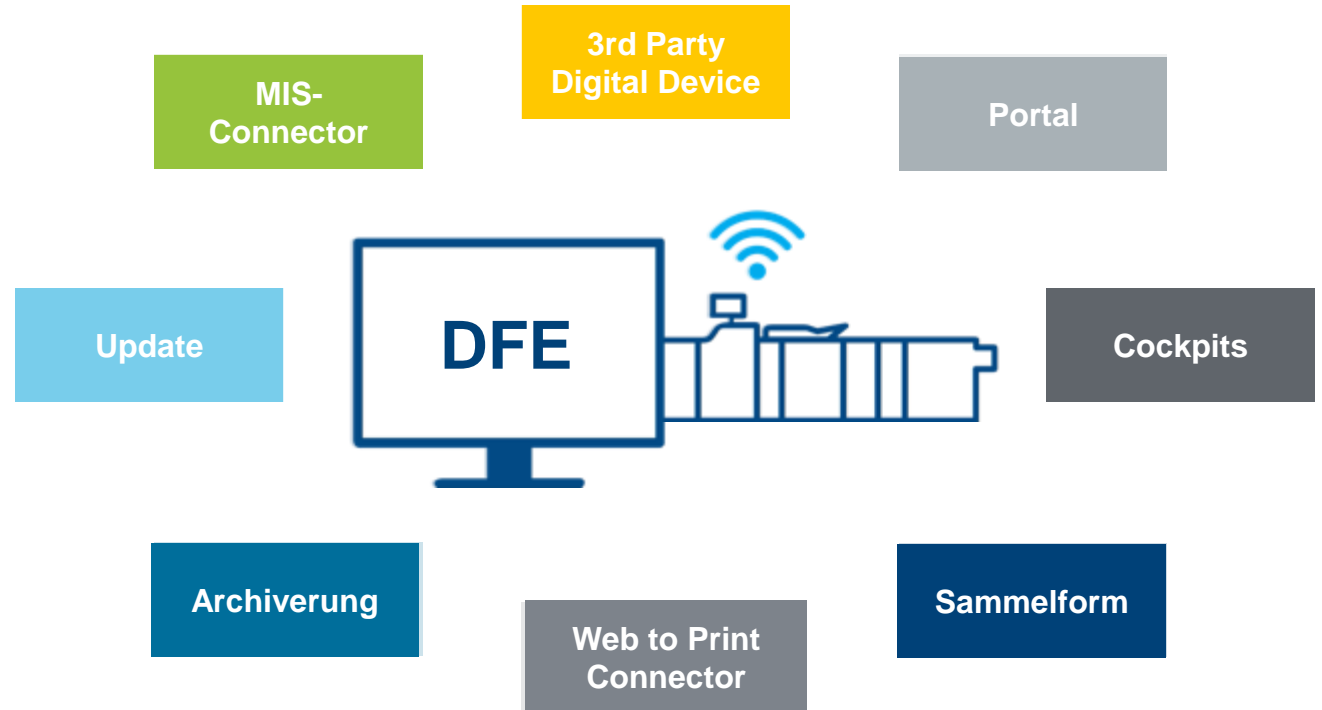 3rd Party
Digital Device
MIS-
Connector
Portal
Update
DFE
Cockpits
Archiverung
Sammelform
Web to Print
Connector